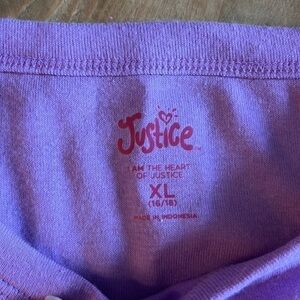 Justice
I AM THE HEART
OF JUSTICE
XL
(16/18)
MADE IN INDONESIA